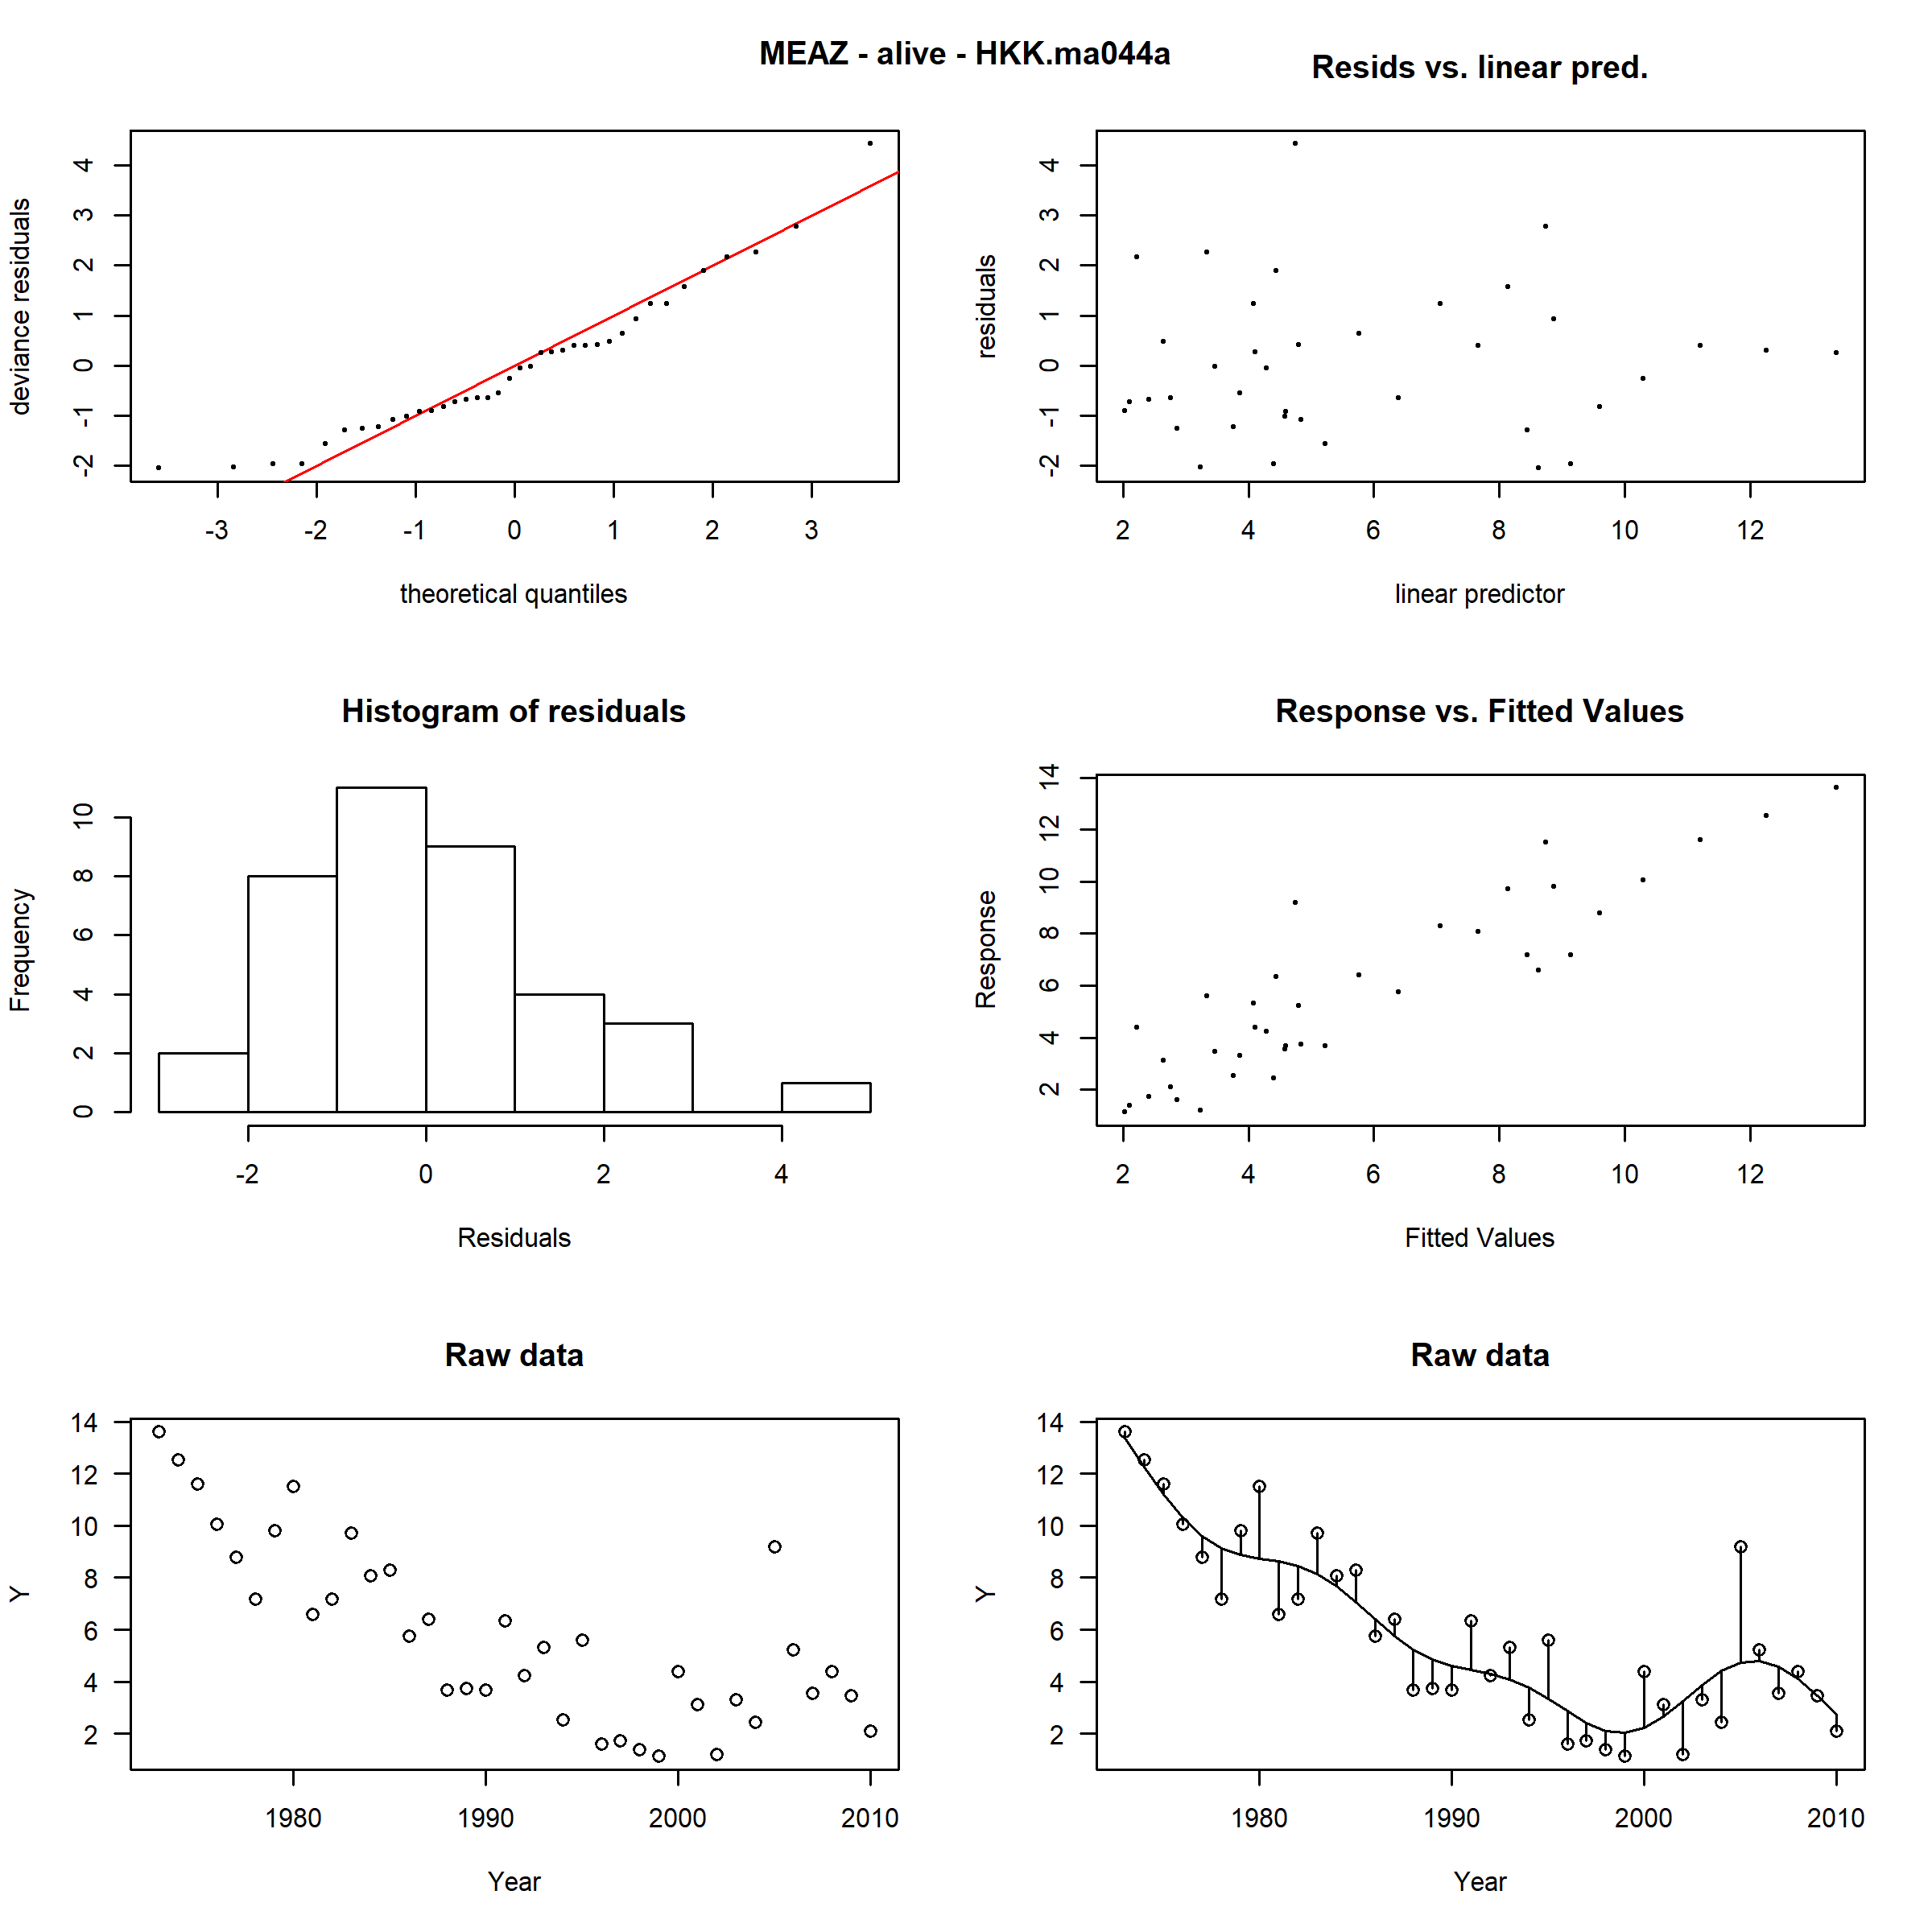 MEAZ - alive - HKK.ma044a
Resids vs. linear pred.
deviance residuals
4
3
2
1
0
-1
-2
-3 -2 -1 0 1 2 3
theoretical quantiles
residuals
4
3
2
1
0
-1
-2
2 4 6 8 10 12
linear predictor
Histogram of residuals
Frequency
10
8
6
4
2
0
-2 0 2 4
Residuals
Response vs. Fitted Values
Response
14
12
10
8
6
4
2
2 4 6 8 10 12
Fitted Values
Raw data
Y
14
12
10
8
6
4
2
1980 1990 2000 2010
Year
Raw data
Y
14
12
10
8
6
4
2
1980 1990 2000 2010
Year